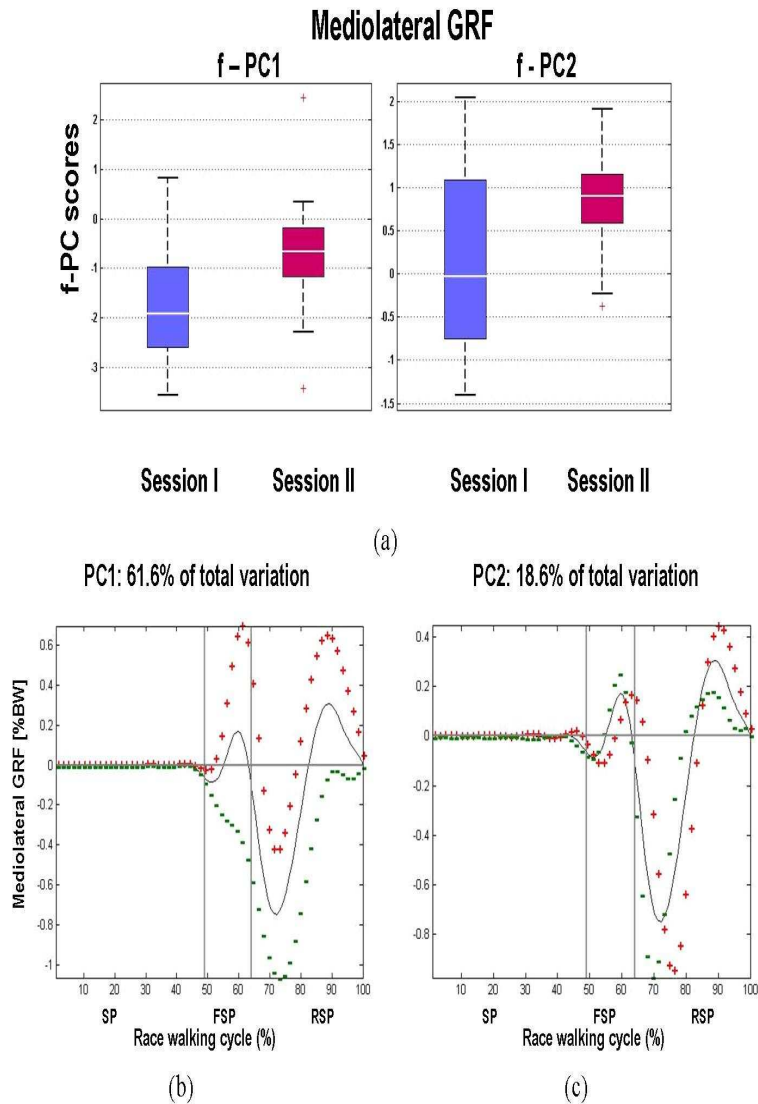 Mediolateral GRF
f – PC1
f - PC2
f-PC scores
2
1
0
-1
-2
-3
2
1.5
1
0.5
0
-0.5
-1
-1.5
Session I
Session II
Session I
Session II
(a)
PC1: 61.6% of total variation
PC2: 18.6% of total variation
Mediolateral GRF [%BW]
0.6
0.4
0.2
0
-0.2
-0.4
-0.6
-0.8
-1
10 20 30 40 50 60 70 80 90 100
SP FSP RSP
Race walking cycle (%)
0.4
0.2
0
-0.2
-0.4
-0.6
-0.8
10 20 30 40 50 60 70 80 90 100
SP FSP RSP
Race walking cycle (%)
(b)
(c)